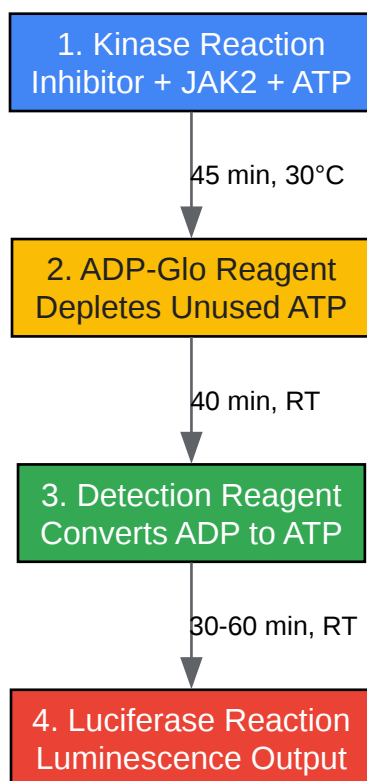 1. Kinase Reaction
Inhibitor + JAK2 + ATP
45 min, 30°C
2. ADP-Glo Reagent
Depletes Unused ATP
40 min, RT
3. Detection Reagent
Converts ADP to ATP
30-60 min, RT
4. Luciferase Reaction
Luminescence Output